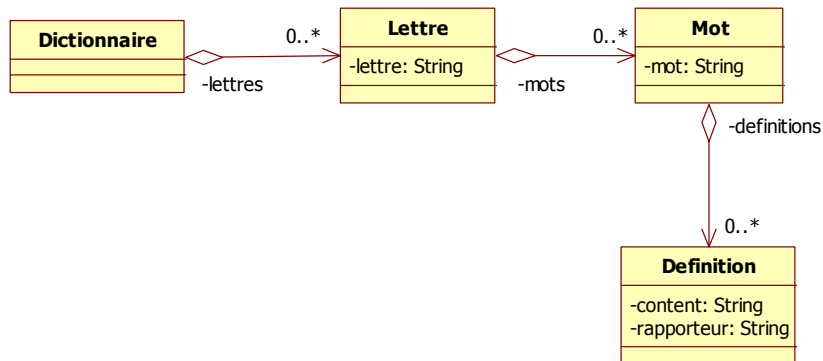 Dictionnaire
-lettres
0..*
Lettre
-lettre: String
-mots
0..*
Mot
-mot: String
-definitions
0..*
Definition
-content: String
-rapporteur: String